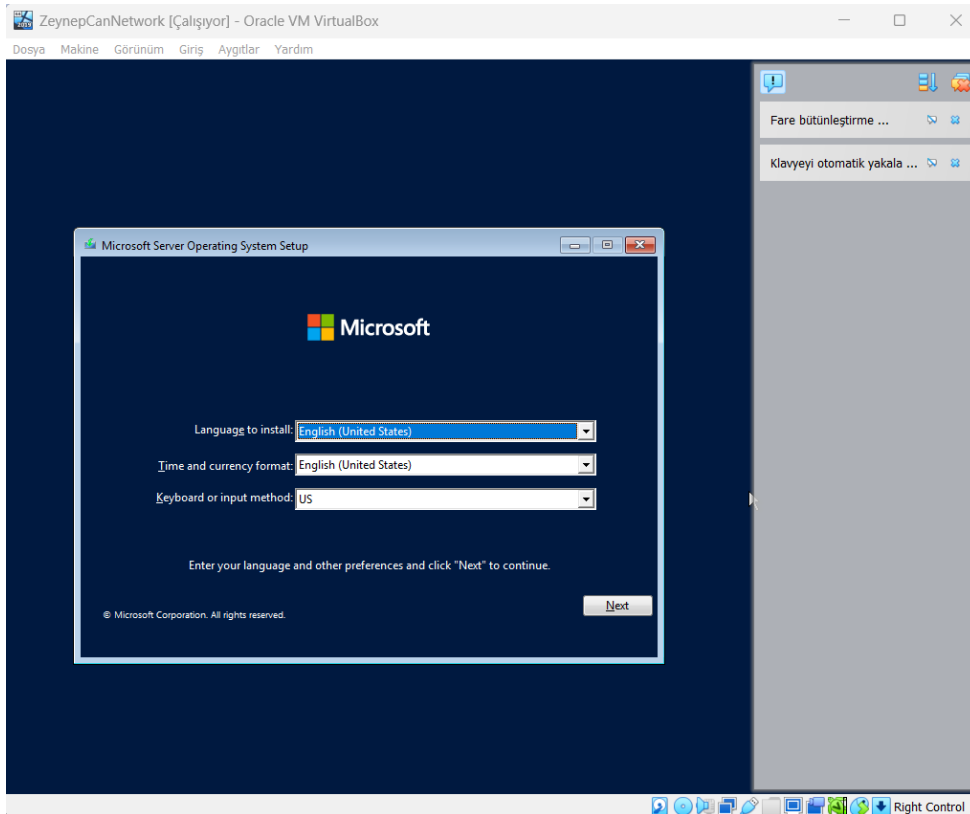 ZeynepCanNetwork [Çalışıyor] - Oracle VM VirtualBox
Dosya Makine Görünüm Giriş Aygıtlar Yardım
Fare bütünleştirme ...
Klavyeyi otomatik yakala ...
Microsoft Server Operating System Setup
Microsoft
Language to install: English (United States)
Time and currency format: English (United States)
Keyboard or input method: US
Enter your language and other preferences and click "Next" to continue.
© Microsoft Corporation. All rights reserved.
Next
Right Control